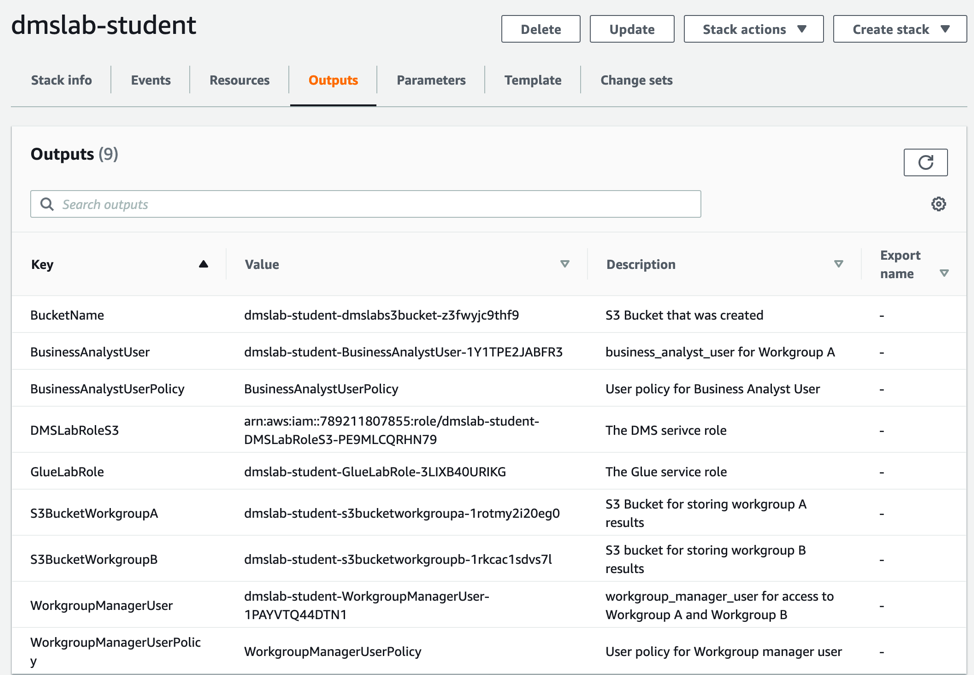 dmslab-student
Delete
Update
Stack actions
Create stack
Stack info
Events
Resources
Outputs
Parameters
Template
Change sets
Outputs (9)
Search outputs
Key
Value
Description
Export
name
BucketName
dmslab-student-dmslabs3bucket-z3fwyjc9thf9
S3 Bucket that was created
-
BusinessAnalystUser
dmslab-student-BusinessAnalystUser-1Y1TPE2JABFR3
business_analyst_user for Workgroup A
-
BusinessAnalystUserPolicy
BusinessAnalystUserPolicy
User policy for Business Analyst User
-
DMSLabRoleS3
arn:aws:iam::789211807855:role/dmslab-student-
DMSLabRoleS3-PE9MLCQRHN79
The DMS serivce role
-
GlueLabRole
dmslab-student-GlueLabRole-3LIXB40URIKG
The Glue service role
-
S3BucketWorkgroupA
dmslab-student-s3bucketworkgroupa-1rotmy2i20eg0
S3 Bucket for storing workgroup A
results
-
S3BucketWorkgroupB
dmslab-student-s3bucketworkgroupb-1rkcac1sdvs7l
S3 bucket for storing workgroup B
results
-
WorkgroupManagerUser
dmslab-student-WorkgroupManagerUser-
1PAYVTQ44DTN1
workgroup_manager_user for access to
Workgroup A and Workgroup B
-
WorkgroupManagerUserPolic
y
WorkgroupManagerUserPolicy
User policy for Workgroup manager user
-